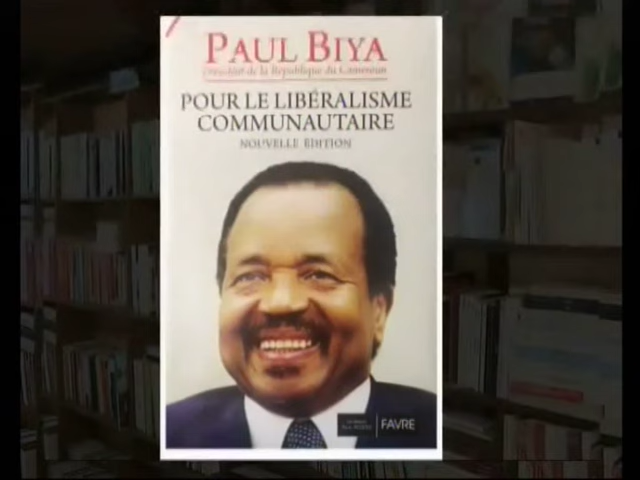 PAUL BIYA
Président de la République du Cameroun
POUR LE LIBÉRALISME
COMMUNAUTAIRE
NOUVELLE ÉDITION
FAVRE